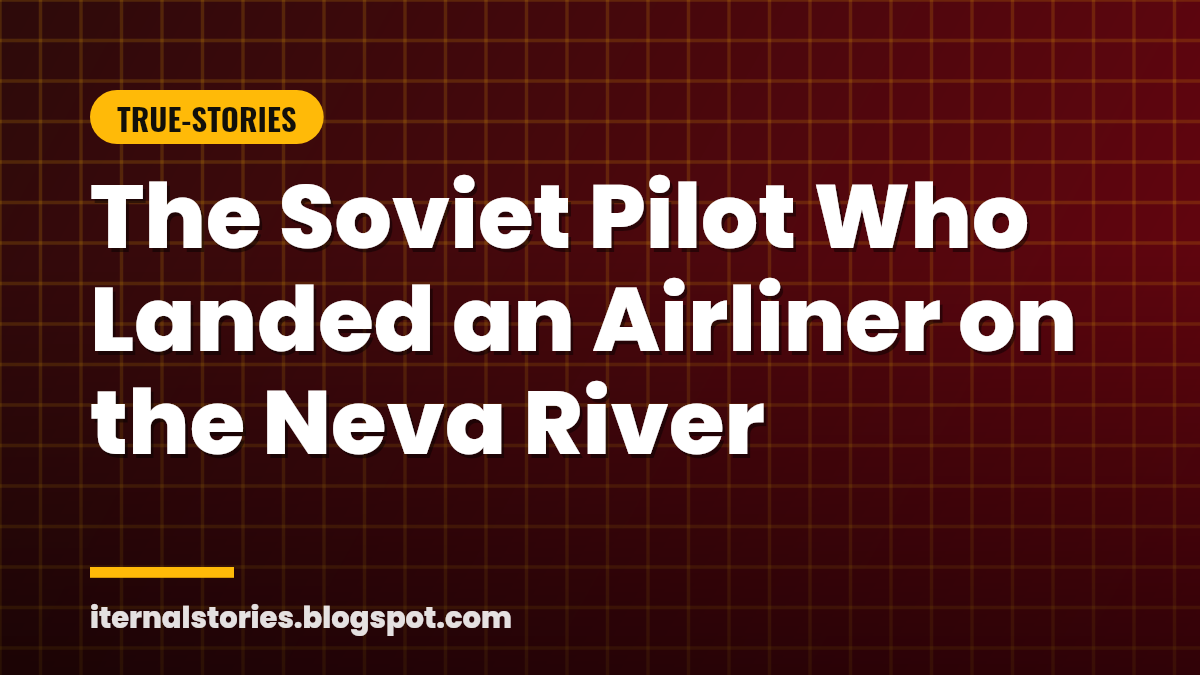 TRUE-STORIES
The Soviet Pilot Who
Landed an Airliner on
the Neva River
iternalstories.blogspot.com